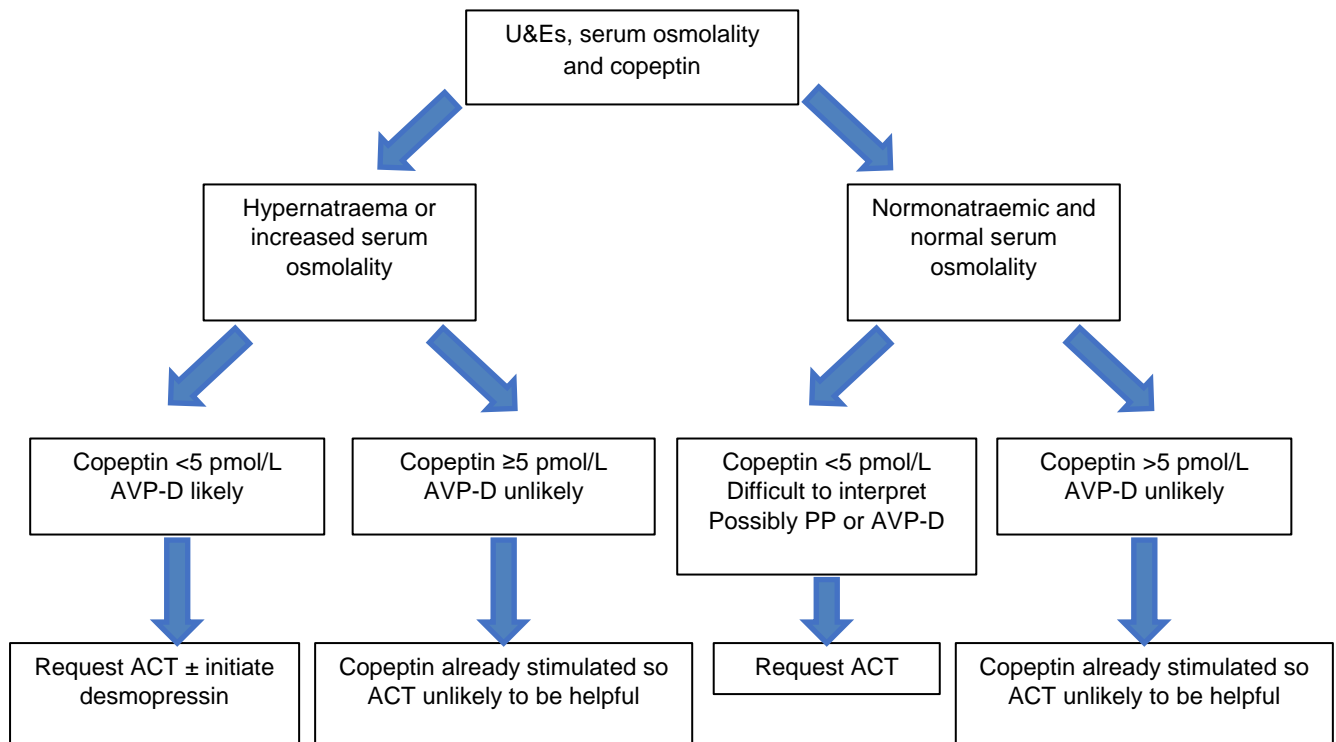 U&Es, serum osmolality
and copeptin
Hypernatraema or
increased serum
osmolality
Normonatraemic and
normal serum
osmolality
Copeptin <5 pmol/L
AVP-D likely
Copeptin ≥5 pmol/L
AVP-D unlikely
Copeptin <5 pmol/L
Difficult to interpret
Possibly PP or AVP-D
Copeptin >5 pmol/L
AVP-D unlikely
Request ACT ± initiate
desmopressin
Copeptin already stimulated so
ACT unlikely to be helpful
Request ACT
Copeptin already stimulated so
ACT unlikely to be helpful